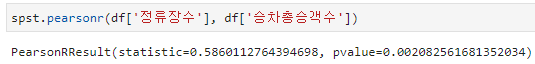 spst.pearsonr(df['정류장수'], df['승차총승객수'])
PearsonRResult(statistic=0.5860112764394698, pvalue=0.002082561681352034)